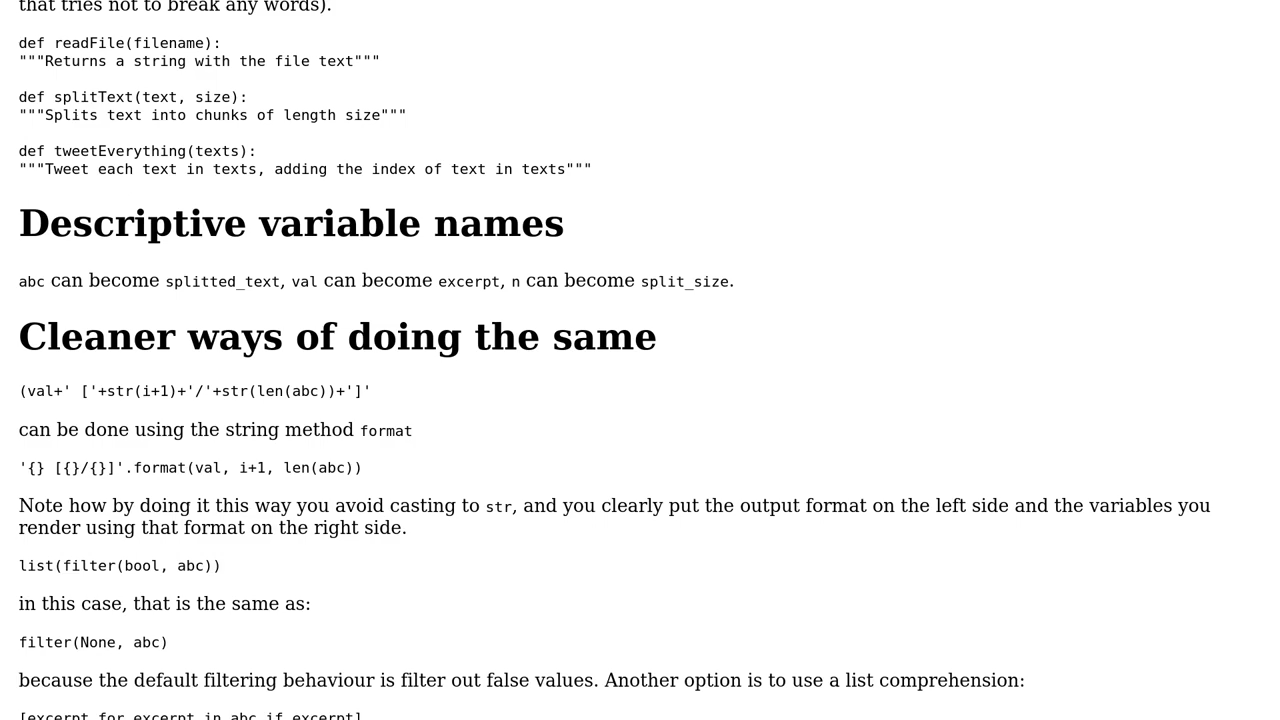 that tries not to break any words).
def readFile(filename):
"""Returns a string with the file text"""
def splitText(text, size):
"""Splits text into chunks of length size"""
def tweetEverything(texts):
"""Tweet each text in texts, adding the index of text in texts"""
Descriptive variable names
abc can become splitted_text, val can become excerpt, n can become split_size.
Cleaner ways of doing the same
(val+' ['+str(i+1)+'/'+str(len(abc))+']'
can be done using the string method format
'{} [{}/{}]'.format(val, i+1, len(abc))
Note how by doing it this way you avoid casting to str, and you clearly put the output format on the left side and the variables you
render using that format on the right side.
list(filter(bool, abc))
in this case, that is the same as:
filter(None, abc)
because the default filtering behaviour is filter out false values. Another option is to use a list comprehension:
[excerpt for excerpt in abc if excerpt]